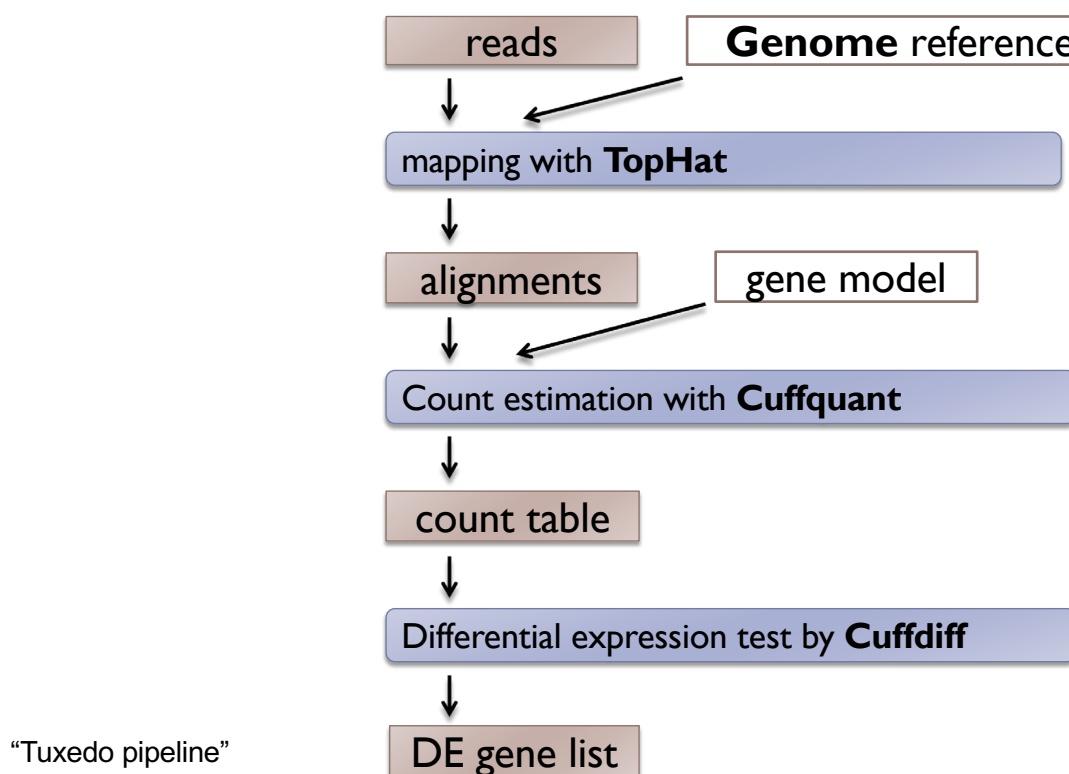 reads
Genome reference
mapping with TopHat
alignments
gene model
Count estimation with Cuffquant
count table
Differential expression test by Cuffdiff
“Tuxedo pipeline”
DE gene list